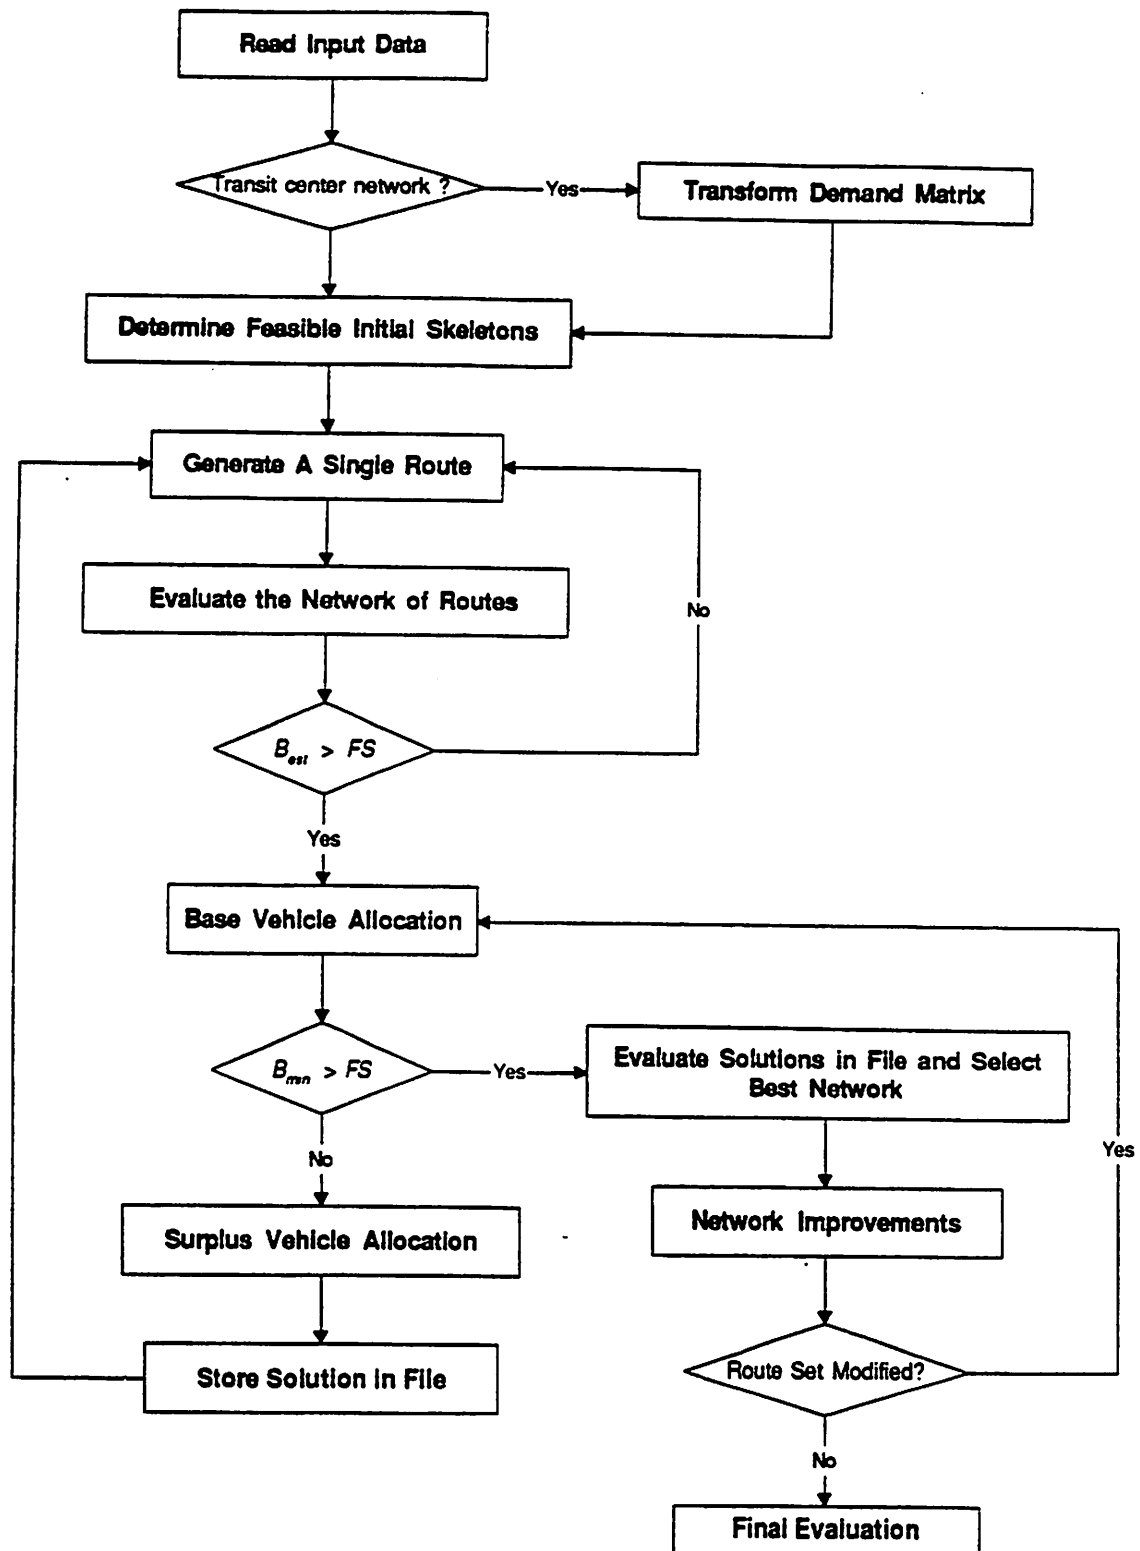 Read Input Data
Transit center network ?
Yes
Transform Demand Matrix
Determine Feasible Initial Skeletons
Generate A Single Route
Evaluate the Network of Routes
No
B_est > FS
Yes
Base Vehicle Allocation
B_min > FS
Yes
Evaluate Solutions in File and Select
Best Network
Yes
No
Network Improvements
Surplus Vehicle Allocation
Route Set Modified?
Store Solution in File
No
Final Evaluation